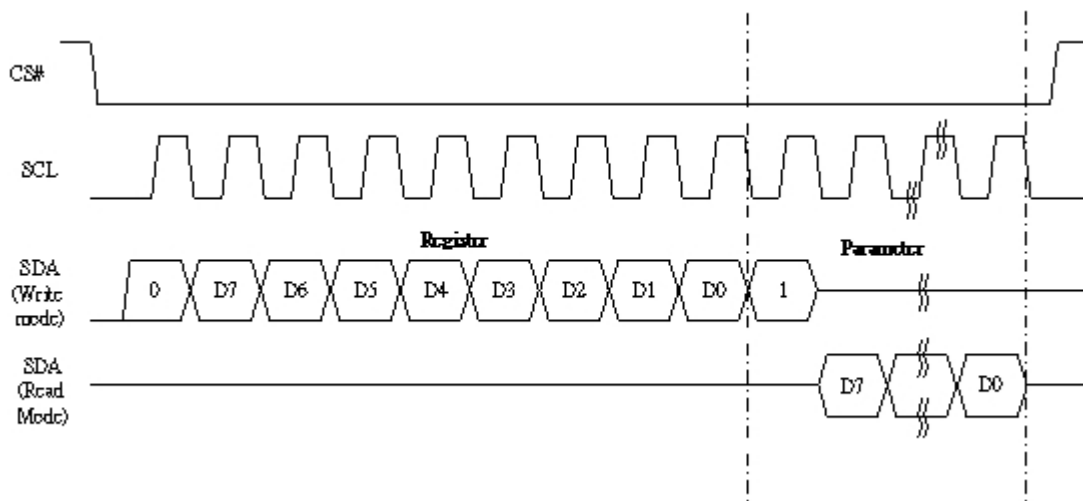 CS#
SCL
Register
Parameter
SDA
(Write
mode)
0 D7 D6 D5 D4 D3 D2 D1 D0 1
SDA
(Read
Mode)
D7 D0